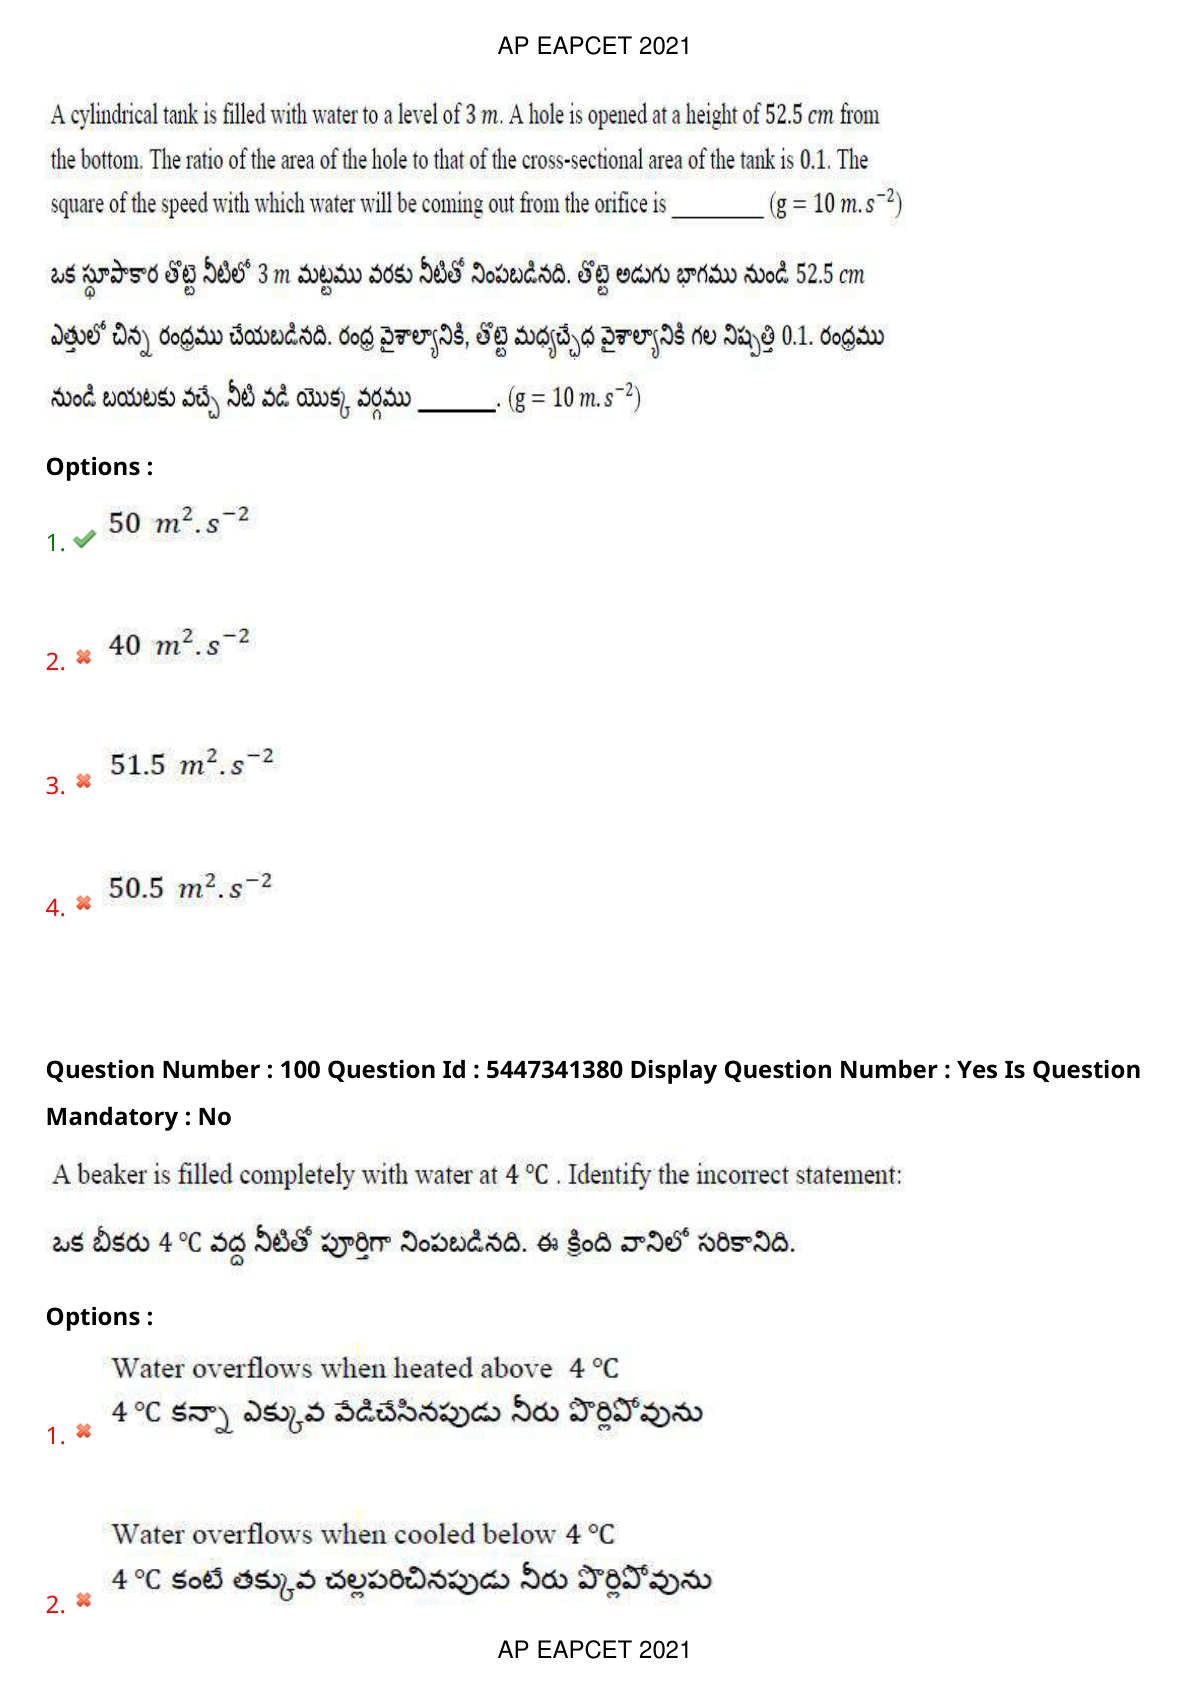 AP EAPCET 2021
A cylindrical tank is filled with water to a level of 3 m. A hole is opened at a height of 52.5 cm from
the bottom. The ratio of the area of the hole to that of the cross-sectional area of the tank is 0.1. The
square of the speed with which water will be coming out from the orifice is ________ (g = 10 m.s⁻²)
ఒక స్థూపాకార తొట్టె నీటిలో 3 m మట్టము వరకు నీటితో నింపబడినది. తొట్టె అడుగు భాగము నుండి 52.5 cm
ఎత్తులో చిన్న రంధ్రము చేయబడినది. రంధ్ర వైశాల్యానికి, తొట్టె మధ్యచ్ఛేధ వైశాల్యానికి గల నిష్పత్తి 0.1. రంధ్రము
నుండి బయటకు వచ్చే నీటి వడి యొక్క వర్గము ______. (g = 10 m.s⁻²)
Options :
1. 50 m².s⁻²
2. 40 m².s⁻²
3. 51.5 m².s⁻²
4. 50.5 m².s⁻²
Question Number : 100 Question Id : 5447341380 Display Question Number : Yes Is Question
Mandatory : No
A beaker is filled completely with water at 4 °C . Identify the incorrect statement:
ఒక బీకరు 4 °C వద్ద నీటితో పూర్తిగా నింపబడినది. ఈ క్రింది వానిలో సరికానిది.
Options :
Water overflows when heated above 4 °C
4 °C కన్నా ఎక్కువ వేడిచేసినపుడు నీరు పొర్లిపోవును
1.
Water overflows when cooled below 4 °C
4 °C కంటే తక్కువ చల్లపరిచినపుడు నీరు పొర్లిపోవును
2.
AP EAPCET 2021